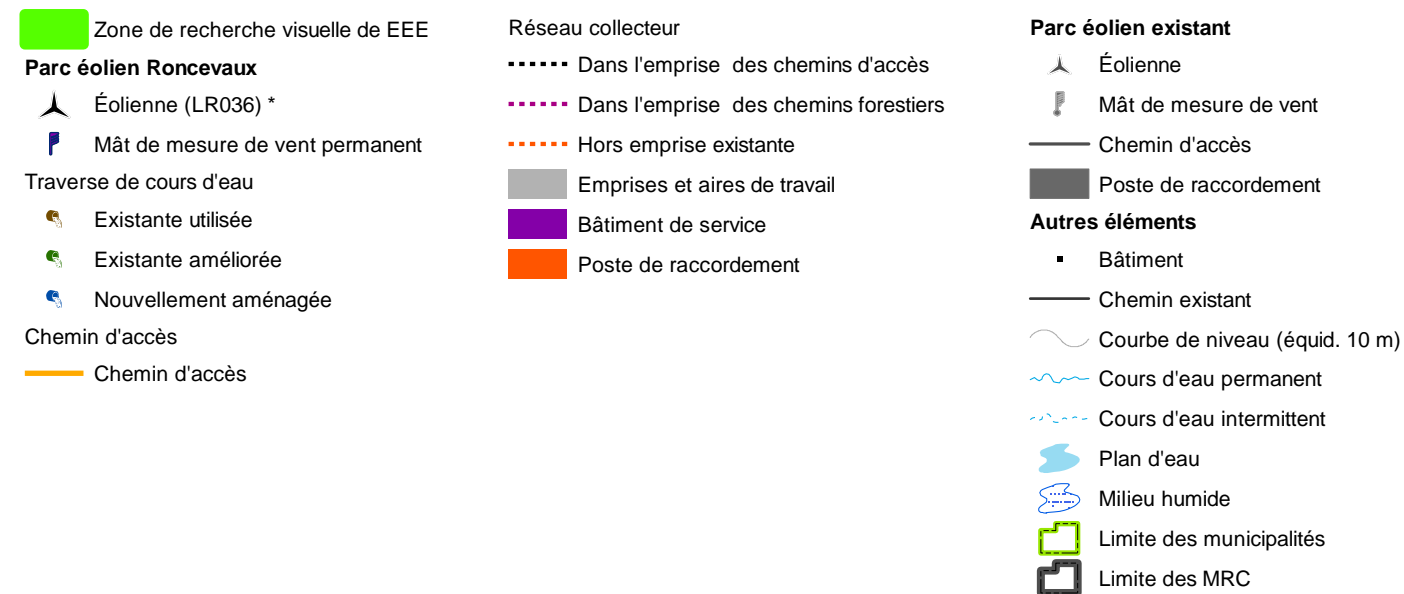 Zone de recherche visuelle de EEE
Parc éolien Roncevaux
Éolienne (LR036) *
Mât de mesure de vent permanent
Traverse de cours d'eau
Existante utilisée
Existante améliorée
Nouvellement aménagée
Chemin d'accès
Chemin d'accès
Réseau collecteur
Dans l'emprise des chemins d'accès
Dans l'emprise des chemins forestiers
Hors emprise existante
Emprises et aires de travail
Bâtiment de service
Poste de raccordement
Parc éolien existant
Éolienne
Mât de mesure de vent
Chemin d'accès
Poste de raccordement
Autres éléments
Bâtiment
Chemin existant
Courbe de niveau (équid. 10 m)
Cours d'eau permanent
Cours d'eau intermittent
Plan d'eau
Milieu humide
Limite des municipalités
Limite des MRC